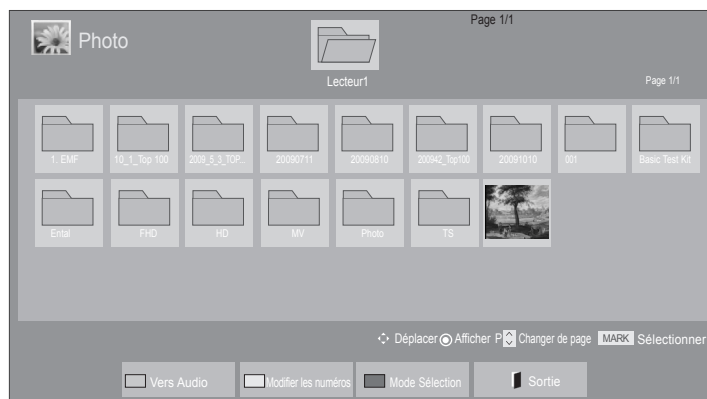 Page 1/1
Photo
Lecteur1
Page 1/1
1. EMF 10_1_Top 100 2009_5_3_TOP... 20090711 20090810 200942_Top100 20091010 001 Basic Test Kit
Ental FHD HD MV Photo TS
Déplacer Afficher P Changer de page MARK Sélectionner
Vers Audio Modifier les numéros Mode Sélection Sortie